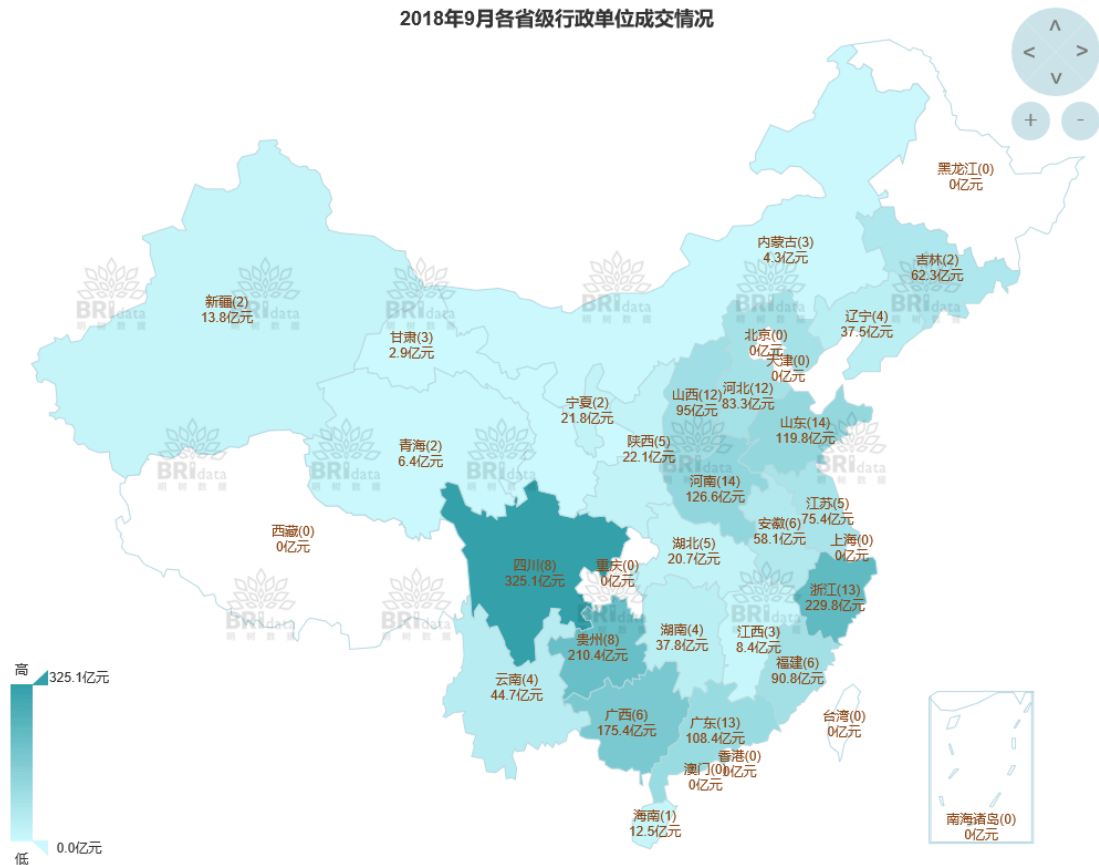 2018年9月各省级行政单位成交情况
黑龙江(0)
0亿元
内蒙古(3)
4.3亿元
吉林(2)
62.3亿元
新疆(2)
13.8亿元
辽宁(4)
37.5亿元
甘肃(3)
2.9亿元
北京(0)
0亿元
天津(0)
0亿元
河北(12)
83.3亿元
山西(12)
95亿元
宁夏(2)
21.8亿元
山东(14)
119.8亿元
青海(2)
6.4亿元
陕西(5)
22.1亿元
河南(14)
126.6亿元
江苏(5)
75.4亿元
安徽(6)
58.1亿元
西藏(0)
0亿元
上海(0)
0亿元
湖北(5)
20.7亿元
四川(8)
325.1亿元
重庆(0)
0亿元
浙江(13)
229.8亿元
贵州(8)
210.4亿元
湖南(4)
37.8亿元
江西(3)
8.4亿元
福建(6)
90.8亿元
云南(4)
44.7亿元
广西(6)
175.4亿元
广东(13)
108.4亿元
台湾(0)
0亿元
香港(0)
0亿元
澳门(0)
0亿元
海南(1)
12.5亿元
南海诸岛(0)
0亿元
高
325.1亿元
0.0亿元
低
BRIdata
明树数据